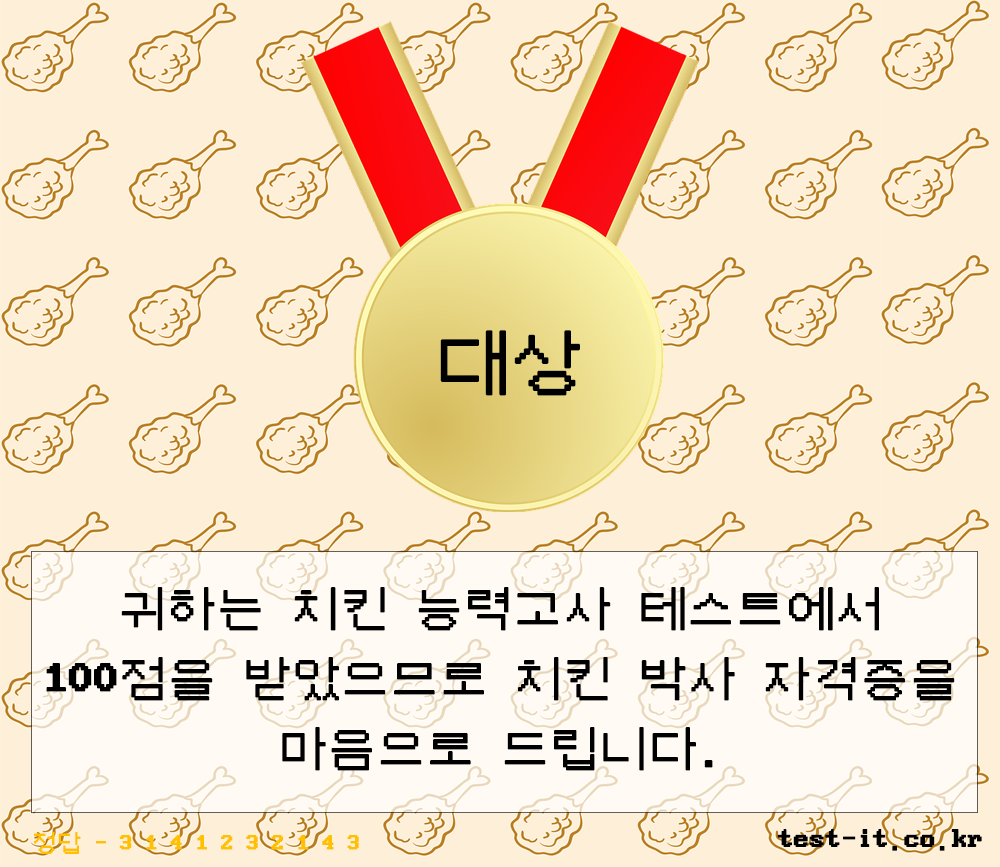 대상
귀하는 치킨 능력고사 테스트에서
100점을 받았으므로 치킨 박사 자격증을
마음으로 드립니다.
정답 - 3 1 4 1 2 3 2 1 4 3
test-it.co.kr